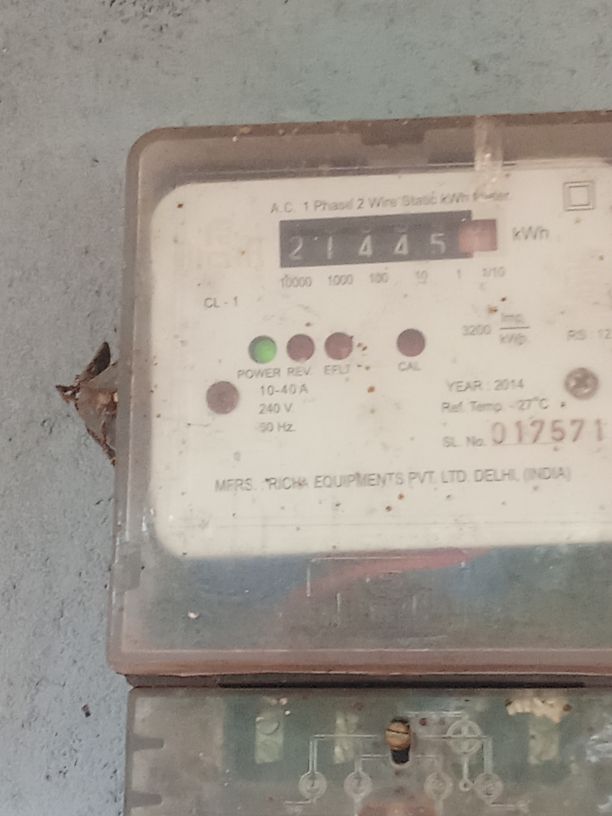 A.C. 1 Phase 2 Wire Static kWh Meter
2 1 4 4 5 kWh
10000 1000 100 10 1 1/10
CL - 1
3200 Imp. / kWh
RS : 12
POWER REV. EFLT CAL
10-40 A
240 V
50 Hz.
YEAR : 2014
Ref. Temp. - 27°C
SL. No. 017571
MFRS. : RICHA EQUIPMENTS PVT. LTD. DELHI, (INDIA)